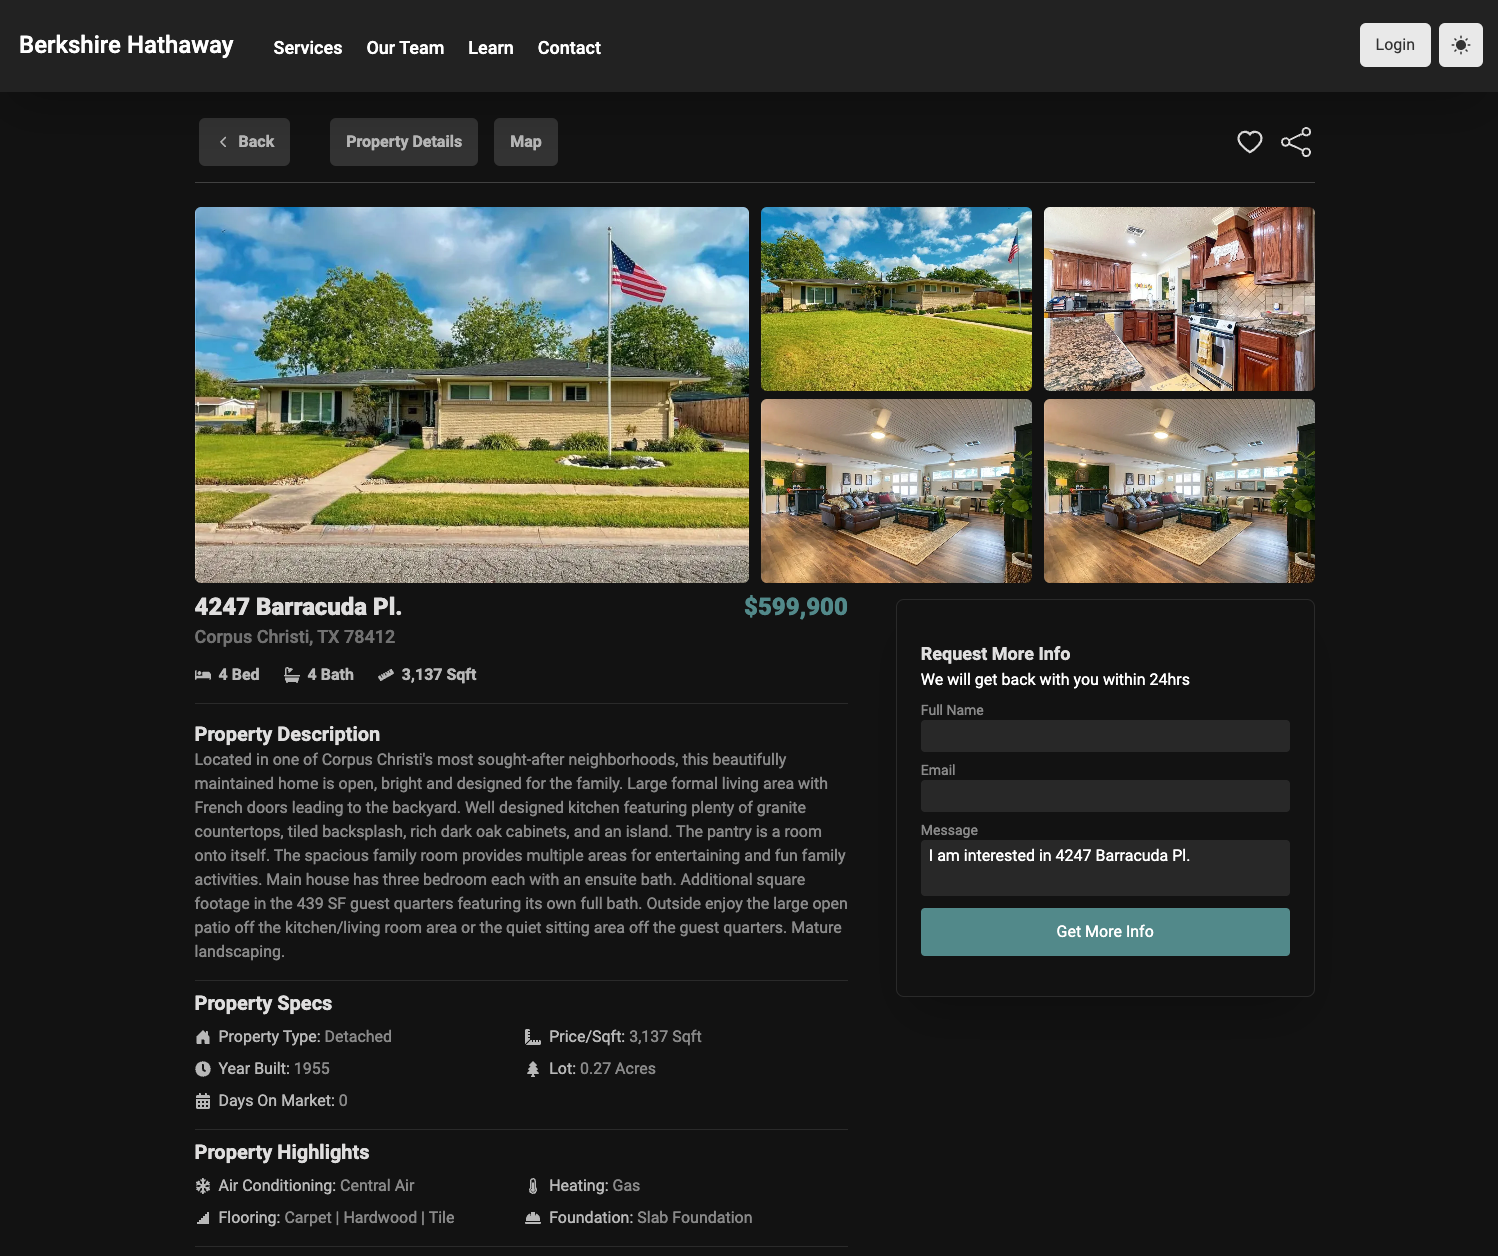 Berkshire Hathaway
Services
Our Team
Learn
Contact
Login
Back
Property Details
Map
4247 Barracuda Pl.
$599,900
Corpus Christi, TX 78412
4 Bed
4 Bath
3,137 Sqft
Property Description
Located in one of Corpus Christi's most sought-after neighborhoods, this beautifully
maintained home is open, bright and designed for the family. Large formal living area with
French doors leading to the backyard. Well designed kitchen featuring plenty of granite
countertops, tiled backsplash, rich dark oak cabinets, and an island. The pantry is a room
onto itself. The spacious family room provides multiple areas for entertaining and fun family
activities. Main house has three bedroom each with an ensuite bath. Additional square
footage in the 439 SF guest quarters featuring its own full bath. Outside enjoy the large open
patio off the kitchen/living room area or the quiet sitting area off the guest quarters. Mature
landscaping.
Property Specs
Property Type: Detached
Price/Sqft: 3,137 Sqft
Year Built: 1955
Lot: 0.27 Acres
Days On Market: 0
Property Highlights
Air Conditioning: Central Air
Heating: Gas
Flooring: Carpet | Hardwood | Tile
Foundation: Slab Foundation
Request More Info
We will get back with you within 24hrs
Full Name
Email
Message
I am interested in 4247 Barracuda Pl.
Get More Info